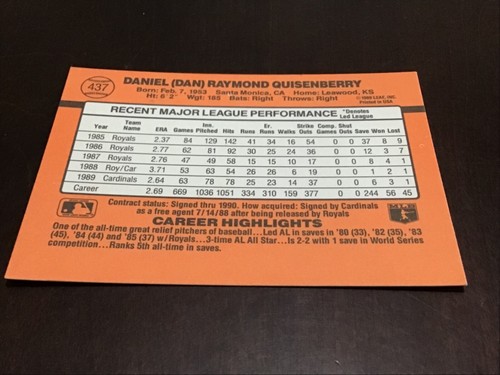 437
DANIEL (DAN) RAYMOND QUISENBERRY
Born: Feb. 7, 1953 Santa Monica, CA Home: Leawood, KS
Ht: 6'2" Wgt: 185 Bats: Right Throws: Right
© 1989 LEAF, INC.
Printed in USA
RECENT MAJOR LEAGUE PERFORMANCE *Denotes Led League
Year Team Name ERA Games Inn. Pitched Hits Runs Er. Runs Walks Strike Outs Comp. Games Shut Outs Save Won Lost
1985 Royals 2.37 84 129 142 41 34 16 54 0 0 37 8 9
1986 Royals 2.77 62 81 92 30 25 24 36 0 0 12 3 7
1987 Royals 2.76 47 49 58 15 15 10 17 0 0 8 4 1
1988 Roy/Car 3.71 53 63 54 26 11 28 0 0 1 2 1
1989 Cardinals 2.64 63 78 78 25 23 14 37 0 0 6 3 1
Career 2.69 669 1036 1050 334 310 159 377 0 0 244 56 45
Contract status: Signed thru 1990. How acquired: Signed by Cardinals
as a free agent 7/14/88 after being released by Royals
CAREER HIGHLIGHTS
One of the all-time great relief pitchers of baseball...Led AL in saves in '80 (33), '82 (35), '83
(45), '84 (44) and '85 (37) w/Royals...3-time AL All Star...Is 2-2 with 1 save in World Series
competition...Ranks 5th all-time in saves.